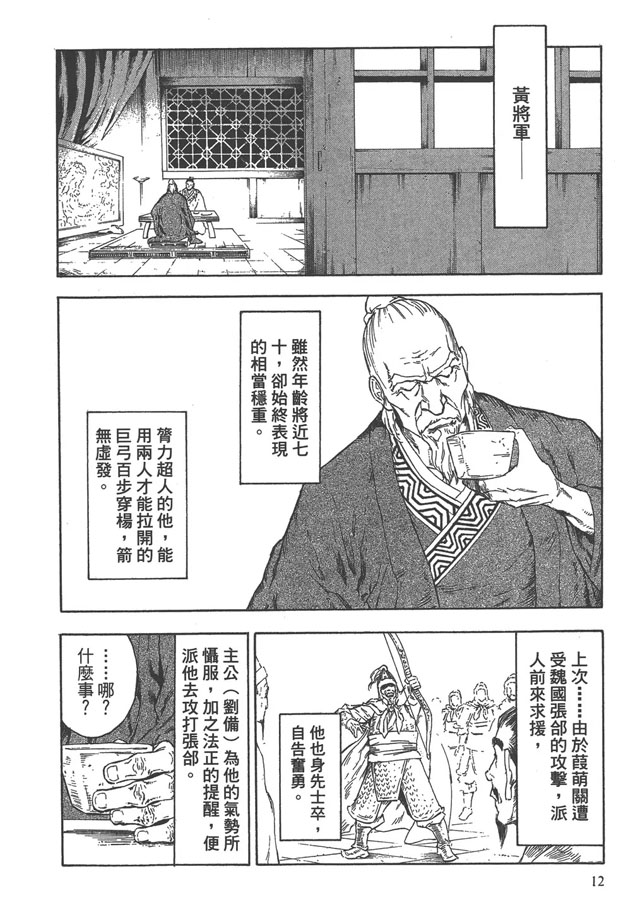 黃將軍——
雖然年齡將近七
十，卻始終表現
的相當穩重。
膂力超人的他，能
用兩人才能拉開的
巨弓百步穿楊，箭
無虛發。
上次……由於葭萌關遭
受魏國張郃的攻擊，派
人前來求援，
他也身先士卒，
自告奮勇。
主公（劉備）為他的氣勢所
懾服，加之法正的提醒，便
派他去攻打張郃。
……哪？
什麼事？
12